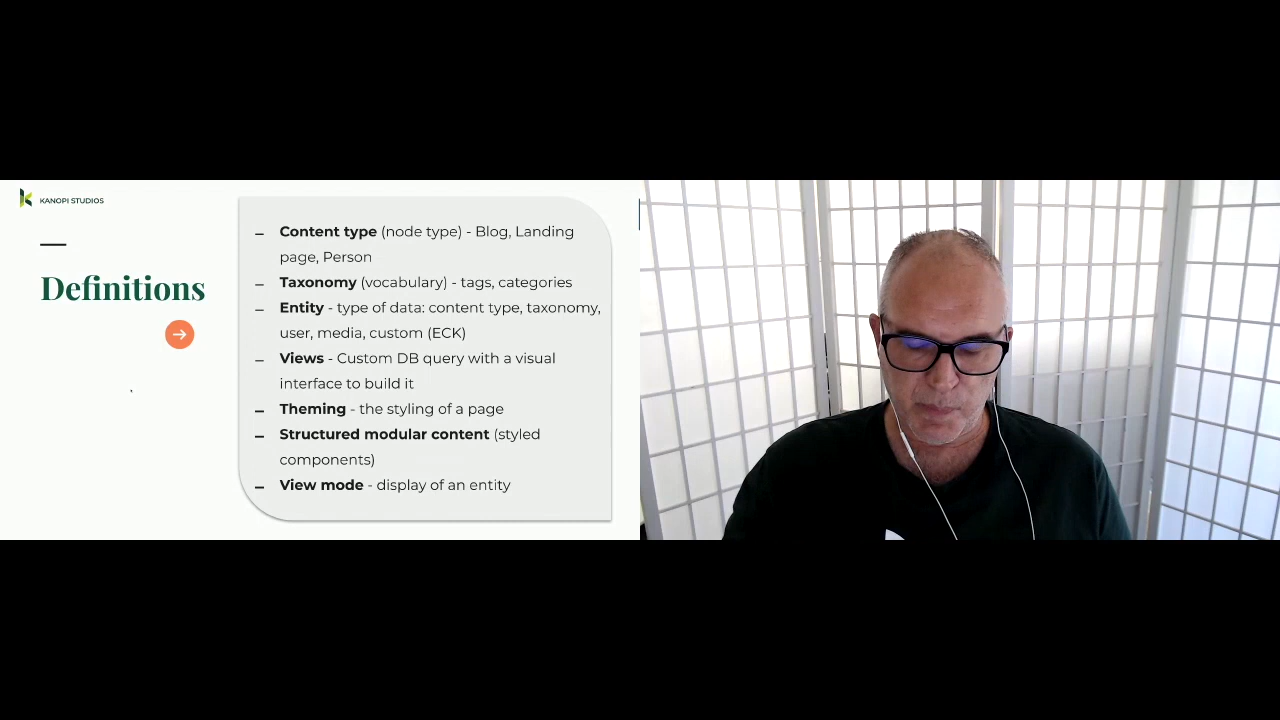 KANOPI STUDIOS
Definitions
– Content type (node type) - Blog, Landing
page, Person
– Taxonomy (vocabulary) - tags, categories
– Entity - type of data: content type, taxonomy,
user, media, custom (ECK)
– Views - Custom DB query with a visual
interface to build it
– Theming - the styling of a page
– Structured modular content (styled
components)
– View mode - display of an entity